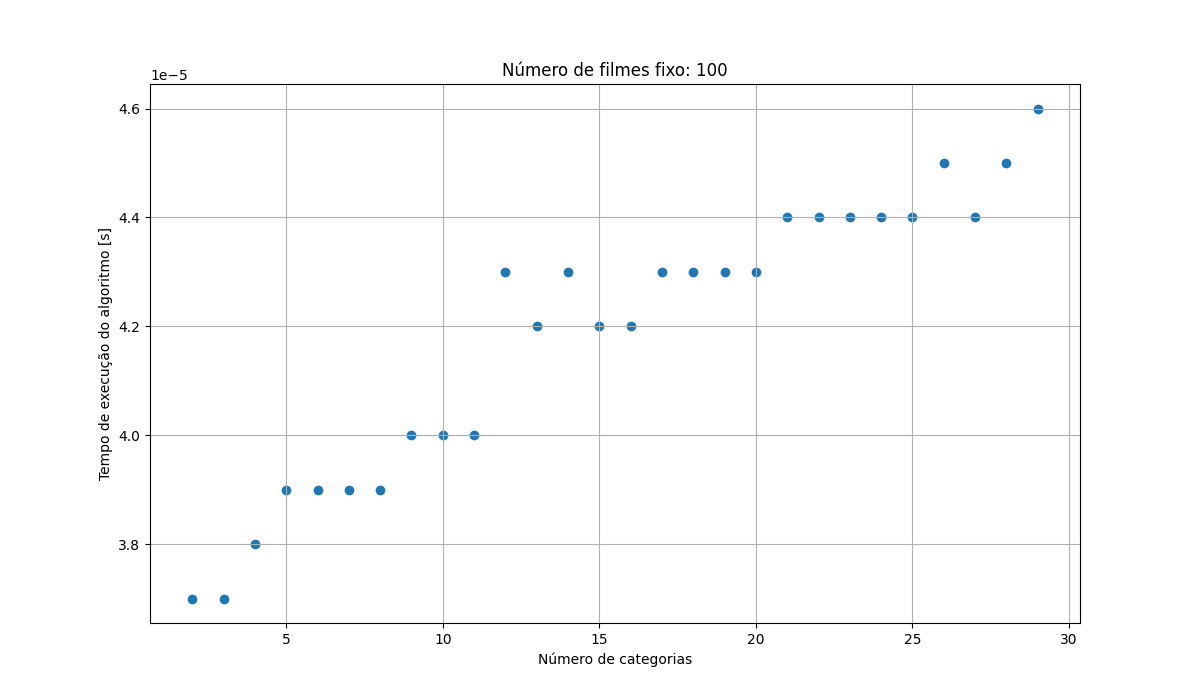 Número de filmes fixo: 100
1e−5
4.6
4.4
4.2
4.0
3.8
Tempo de execução do algoritmo [s]
5 10 15 20 25 30
Número de categorias